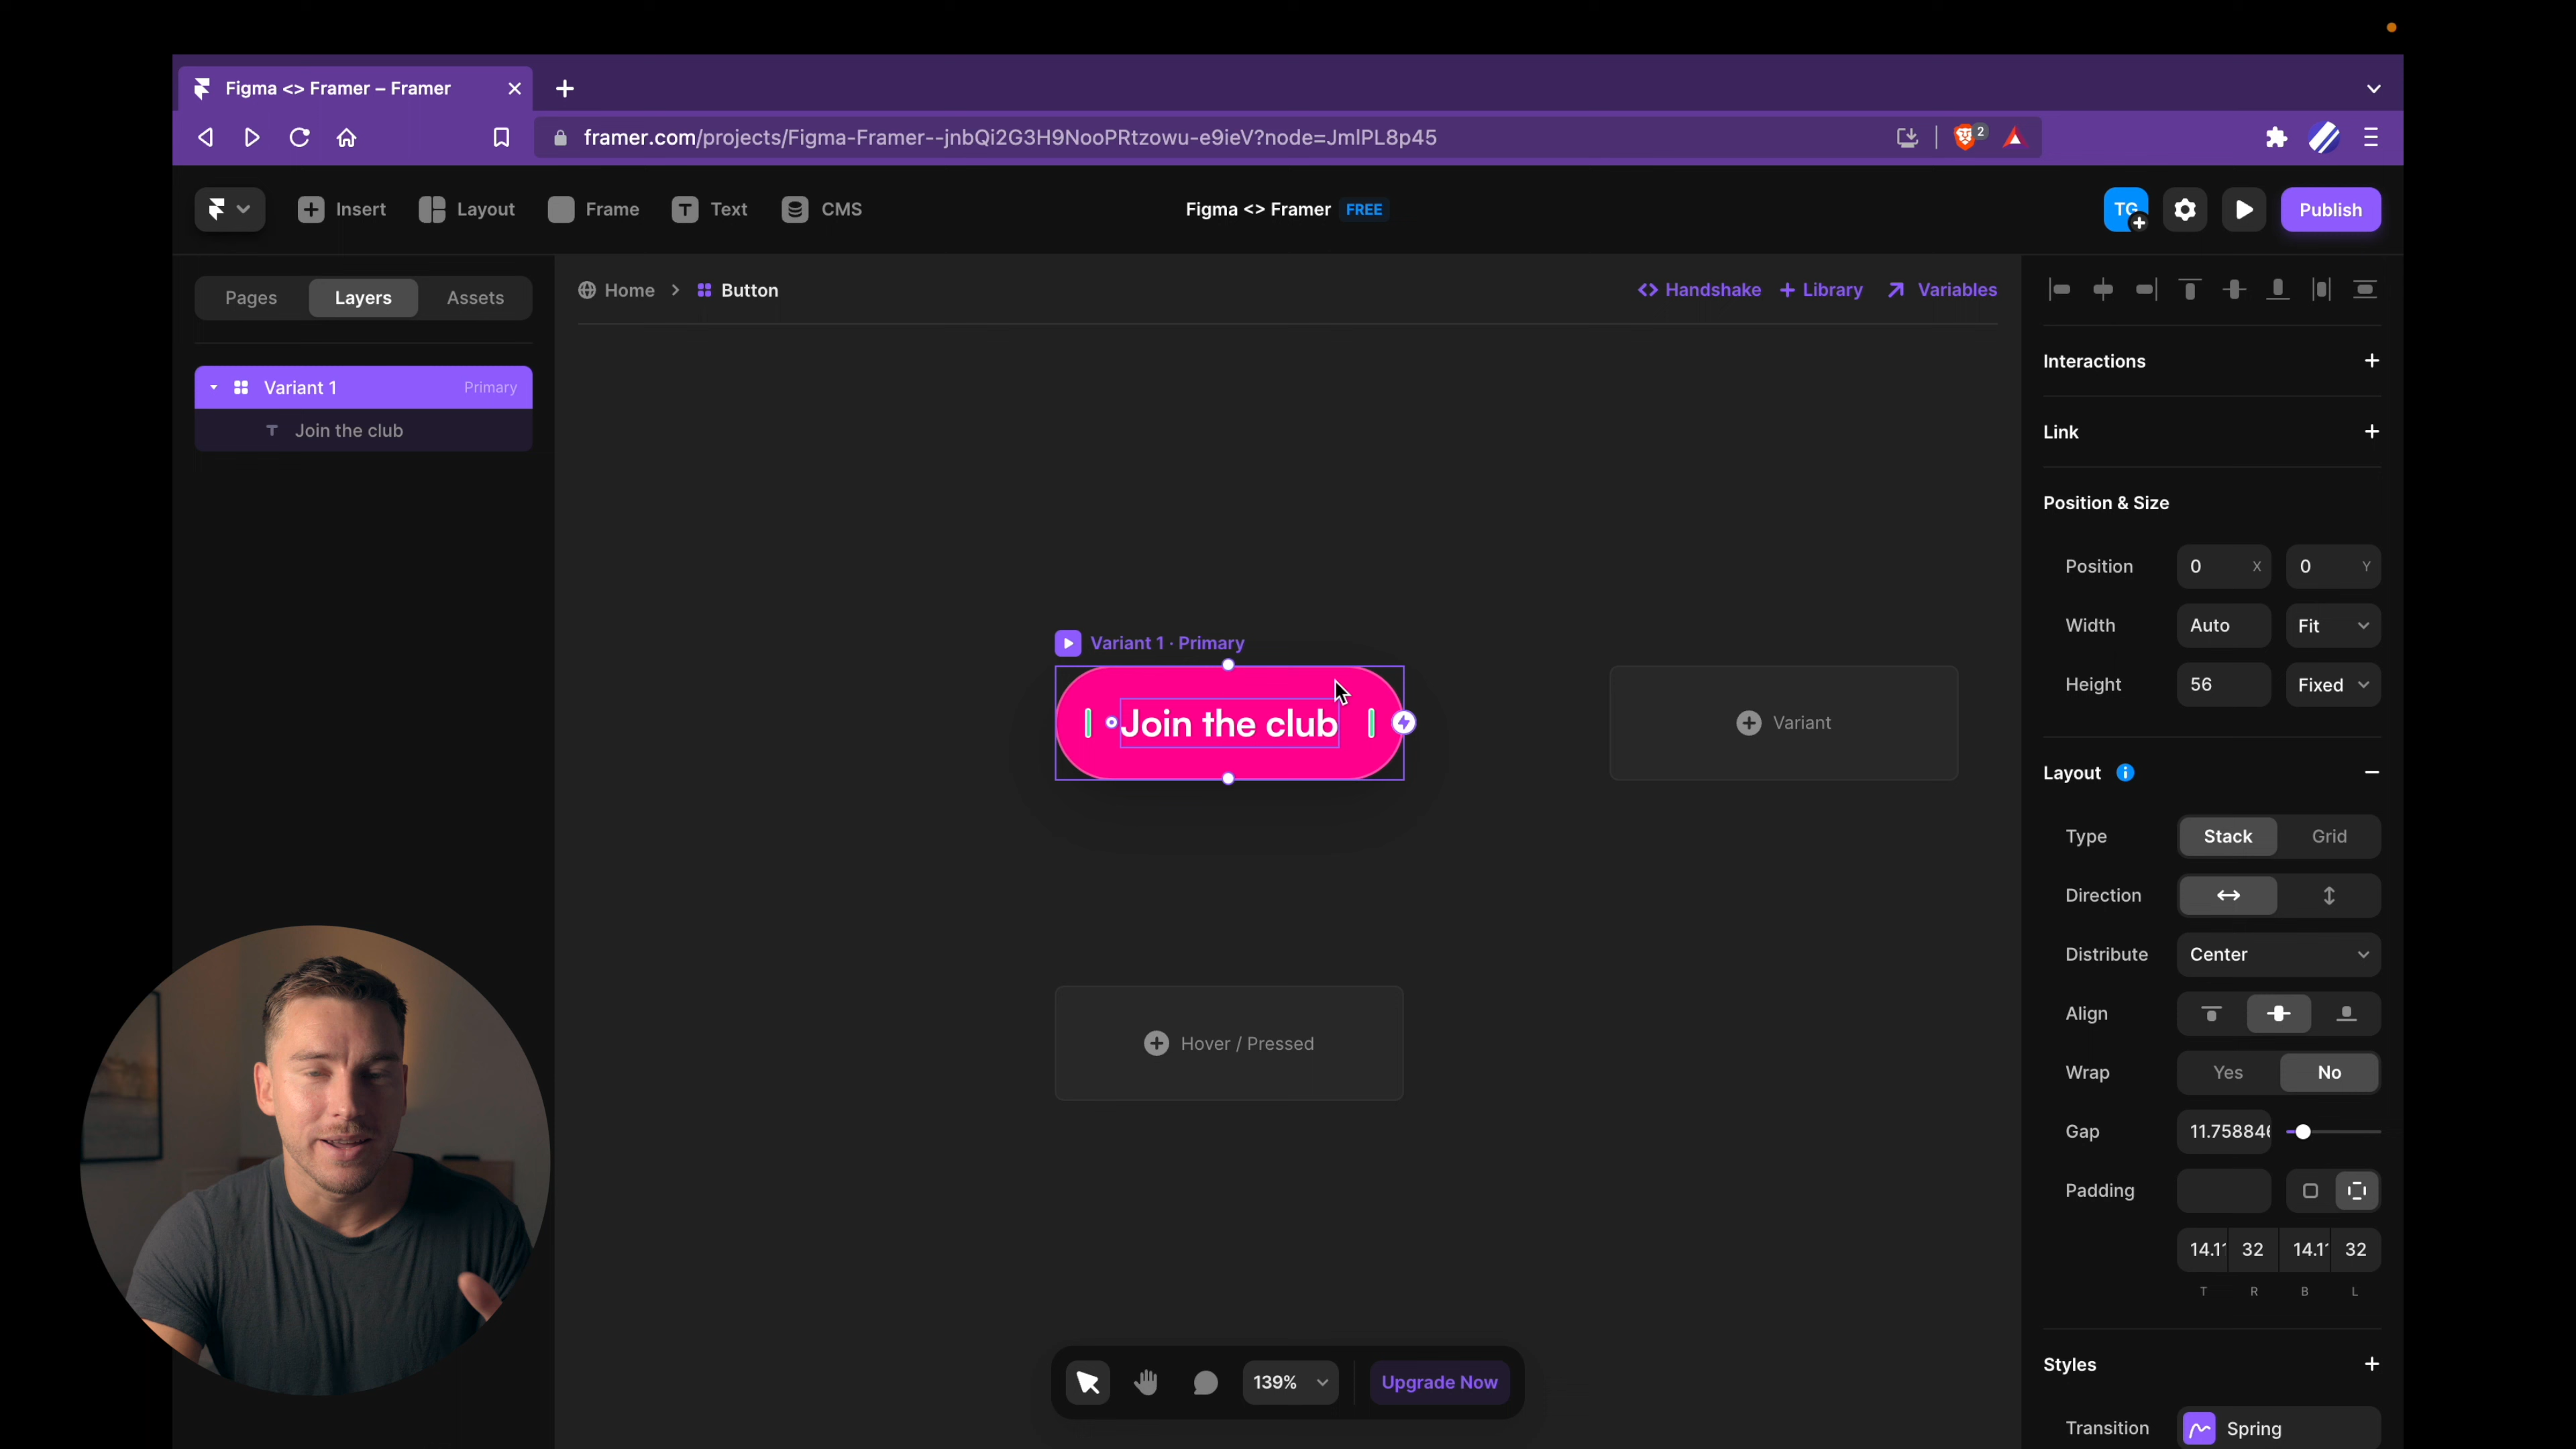 Figma <> Framer – Framer
framer.com/projects/Figma-Framer--jnbQi2G3H9NooPRtzowu-e9ieV?node=JmlPL8p45
2
Insert
Layout
Frame
Text
CMS
Figma <> Framer FREE
TG
Publish
Pages
Layers
Assets
Home > Button
<> Handshake
+ Library
Variables
Variant 1 Primary
T Join the club
Interactions
Link
Position & Size
Position 0 X 0 Y
Width Auto Fit
Height 56 Fixed
Variant 1 · Primary
Join the club
Variant
Hover / Pressed
Layout
Type Stack Grid
Direction
Distribute Center
Align
Wrap Yes No
Gap 11.758846
Padding
14.1 32 14.1 32
T R B L
Styles
Transition Spring
139%
Upgrade Now